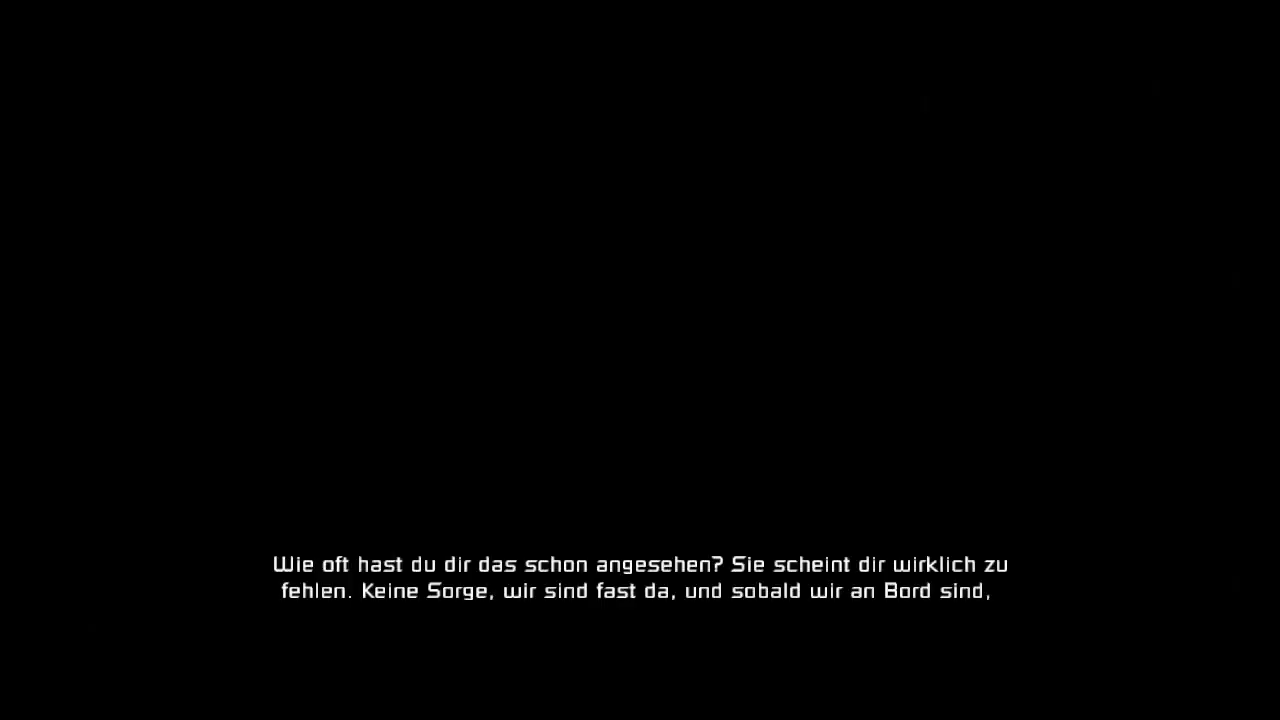 Wie oft hast du dir das schon angesehen? Sie scheint dir wirklich zu
fehlen. Keine Sorge, wir sind fast da, und sobald wir an Bord sind,